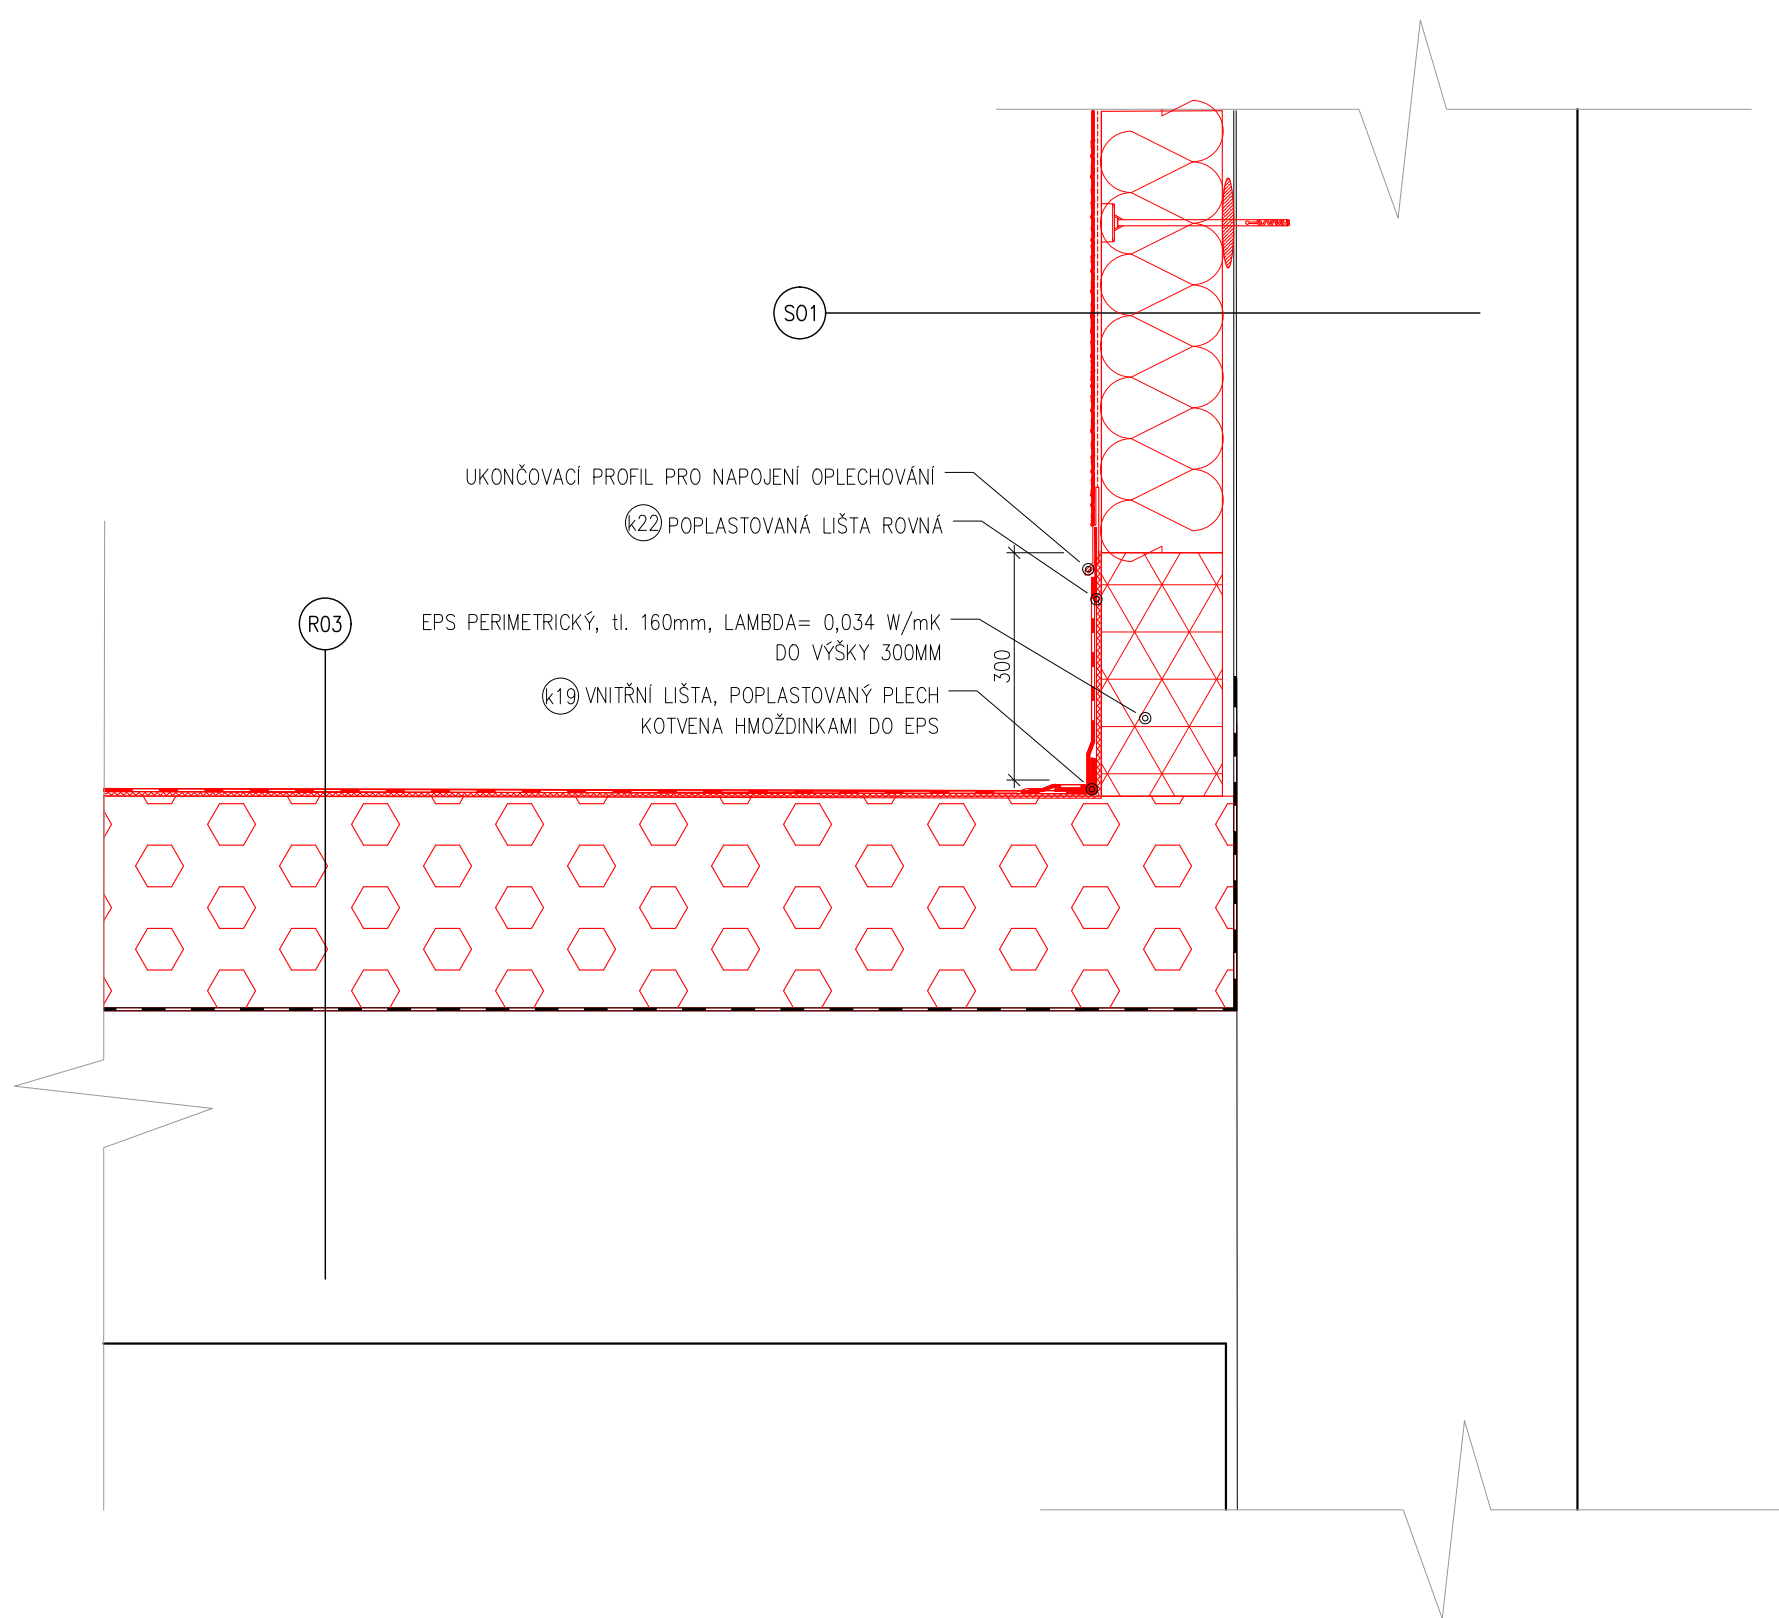 S01
UKONČOVACÍ PROFIL PRO NAPOJENÍ OPLECHOVÁNÍ
k22 POPLASTOVANÁ LIŠTA ROVNÁ
R03
EPS PERIMETRICKÝ, tl. 160mm, LAMBDA= 0,034 W/mK
DO VÝŠKY 300MM
300
k19 VNITŘNÍ LIŠTA, POPLASTOVANÝ PLECH
KOTVENA HMOŽDINKAMI DO EPS